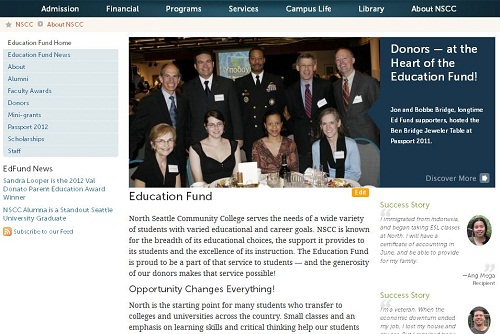 Admission Financial Programs Services Campus Life Library About NSCC
NSCC About NSCC
Education Fund Home
Education Fund News
About
Alumni
Faculty Awards
Donors
Mini-grants
Passport 2012
Scholarships
Staff
EdFund News
Sandra Looper is the 2012 Val
Donato Parent Education Award
Winner
NSCC Alumna is a Standout Seattle
University Graduate
Subscribe to our Feed
Donors — at the
Heart of the
Education Fund!
Jon and Bobbe Bridge, longtime
Ed Fund supporters, hosted the
Ben Bridge Jeweler Table at
Passport 2011.
Discover More
Education Fund
Edit
North Seattle Community College serves the needs of a wide variety
of students with varied educational and career goals. NSCC is known
for the breadth of its educational choices, the support it provides to
its students and the excellence of its instruction. The Education Fund
is proud to be a part of that service to students — and the generosity
of our donors makes that service possible!
Opportunity Changes Everything!
North is the starting point for many students who transfer to
colleges and universities across the country. Small classes and an
emphasis on learning skills and critical thinking help our students
Success Story
I immigrated from Indonesia,
and began taking ESL classes
at North. I will have a
certificate of accounting in
June, and be able to provide
for my family.
—Ang Mega
Recipient
Success Story
I'm a veteran. When the
economic downturn ended
my job, I lost my house and